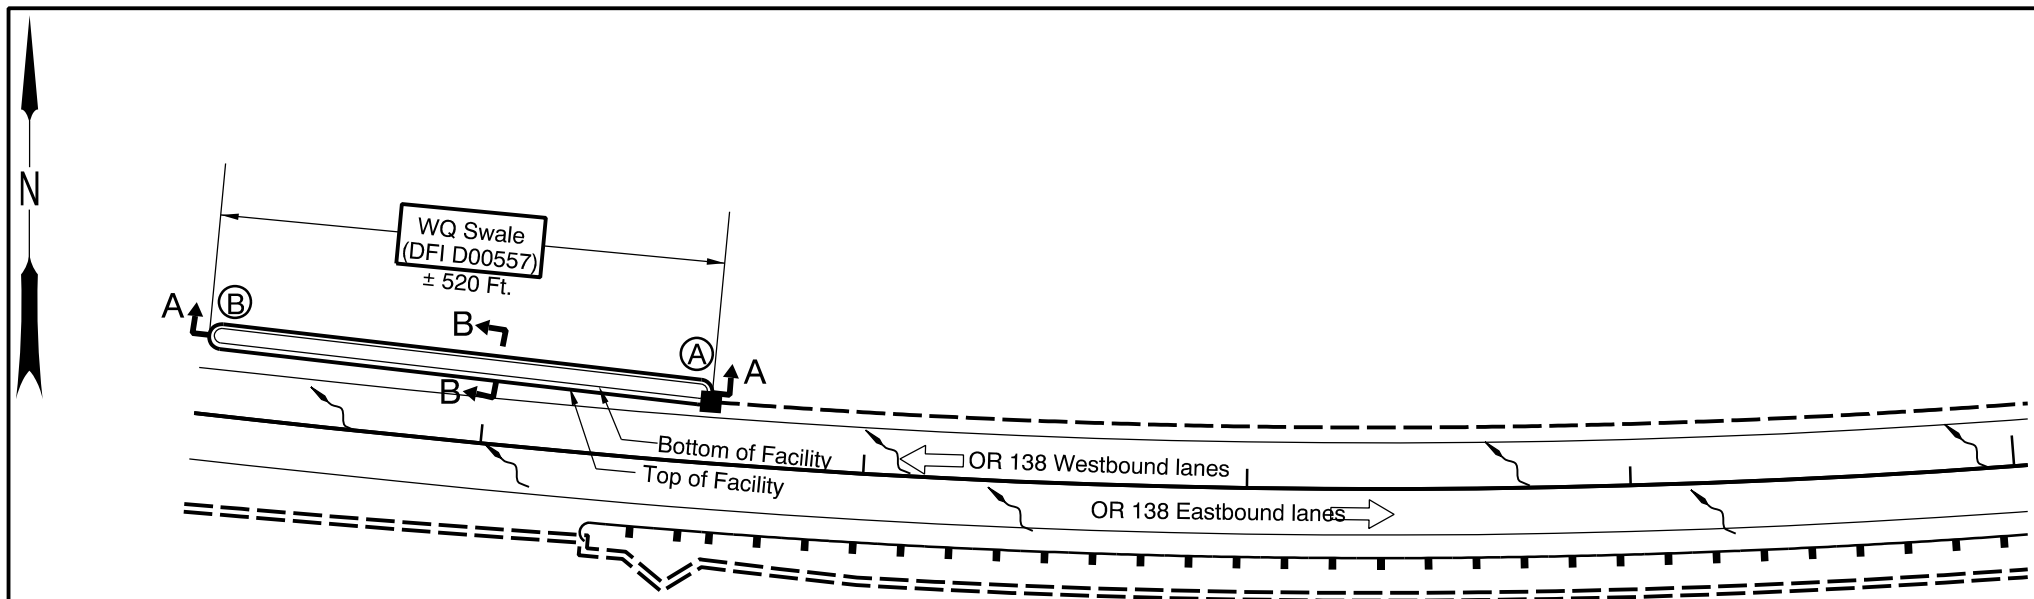 N
WQ Swale
(DFI D00557)
± 520 Ft.
A
B
B
A
A
B
Bottom of Facility
Top of Facility
OR 138 Westbound lanes
OR 138 Eastbound lanes